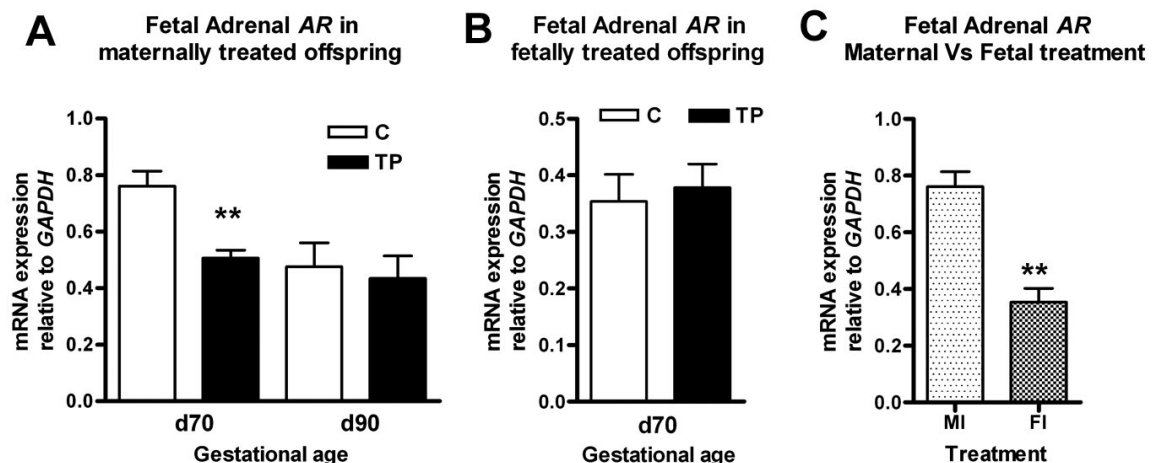 A
Fetal Adrenal AR in
maternally treated offspring
mRNA expression
relative to GAPDH
1.0
0.8
0.6
0.4
0.2
0.0
C
TP
**
d70 d90
Gestational age
B
Fetal Adrenal AR in
fetally treated offspring
mRNA expression
relative to GAPDH
0.5
0.4
0.3
0.2
0.1
0.0
C TP
d70
Gestational age
C
Fetal Adrenal AR
Maternal Vs Fetal treatment
mRNA expression
relative to GAPDH
1.0
0.8
0.6
0.4
0.2
0.0
**
MI FI
Treatment